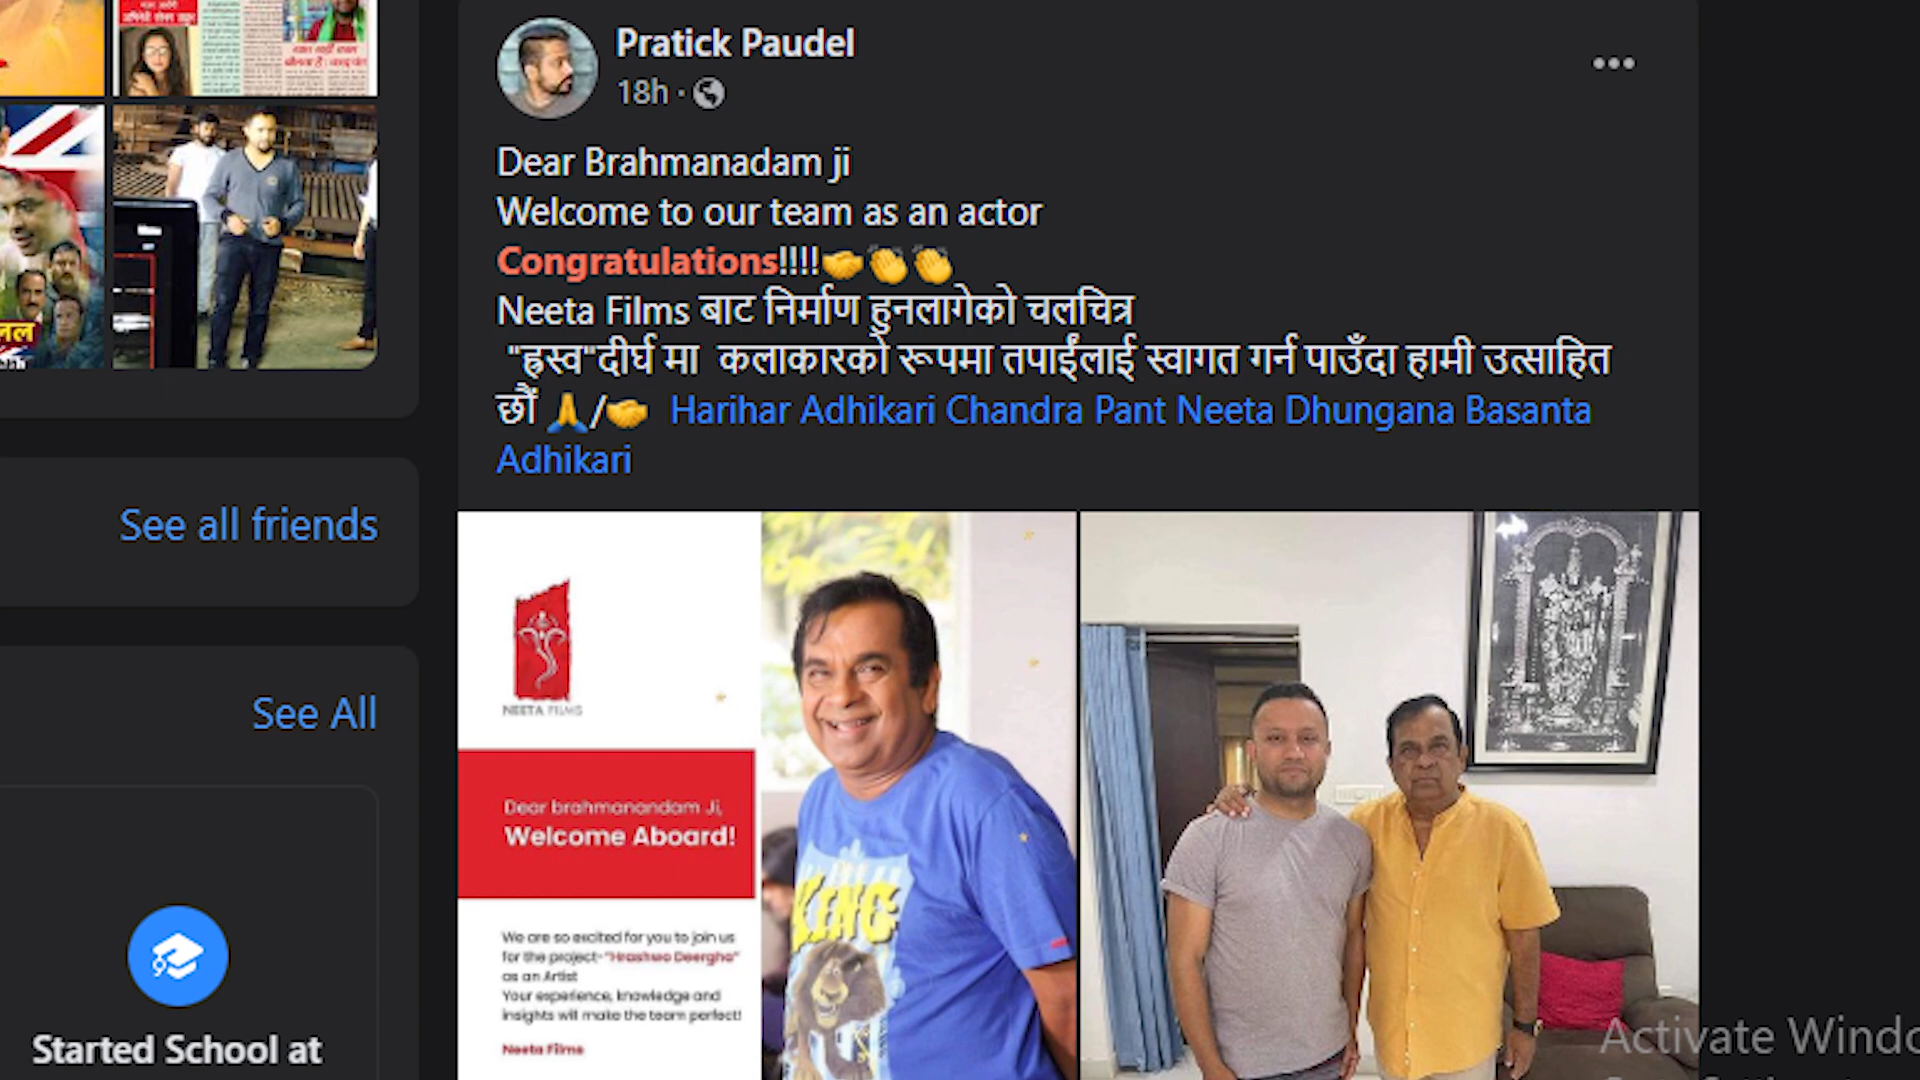 Pratick Paudel
18h ·
Dear Brahmanadam ji
Welcome to our team as an actor
Congratulations!!!!🤝👏👏
Neeta Films बाट निर्माण हुनलागेको चलचित्र
"ह्रस्व"दीर्घ मा कलाकारको रूपमा तपाईंलाई स्वागत गर्न पाउँदा हामी उत्साहित
छौं 🙏/🤝 Harihar Adhikari Chandra Pant Neeta Dhungana Basanta
Adhikari
See all friends
See All
Started School at
NEETA FILMS
Dear brahmanandam Ji,
Welcome Aboard!
We are so excited for you to join us
for the project-"Hrashwo Deergha"
as an Artist
Your experience, knowledge and
insights will make the team perfect!
Neeta Films
KING
Activate Windo